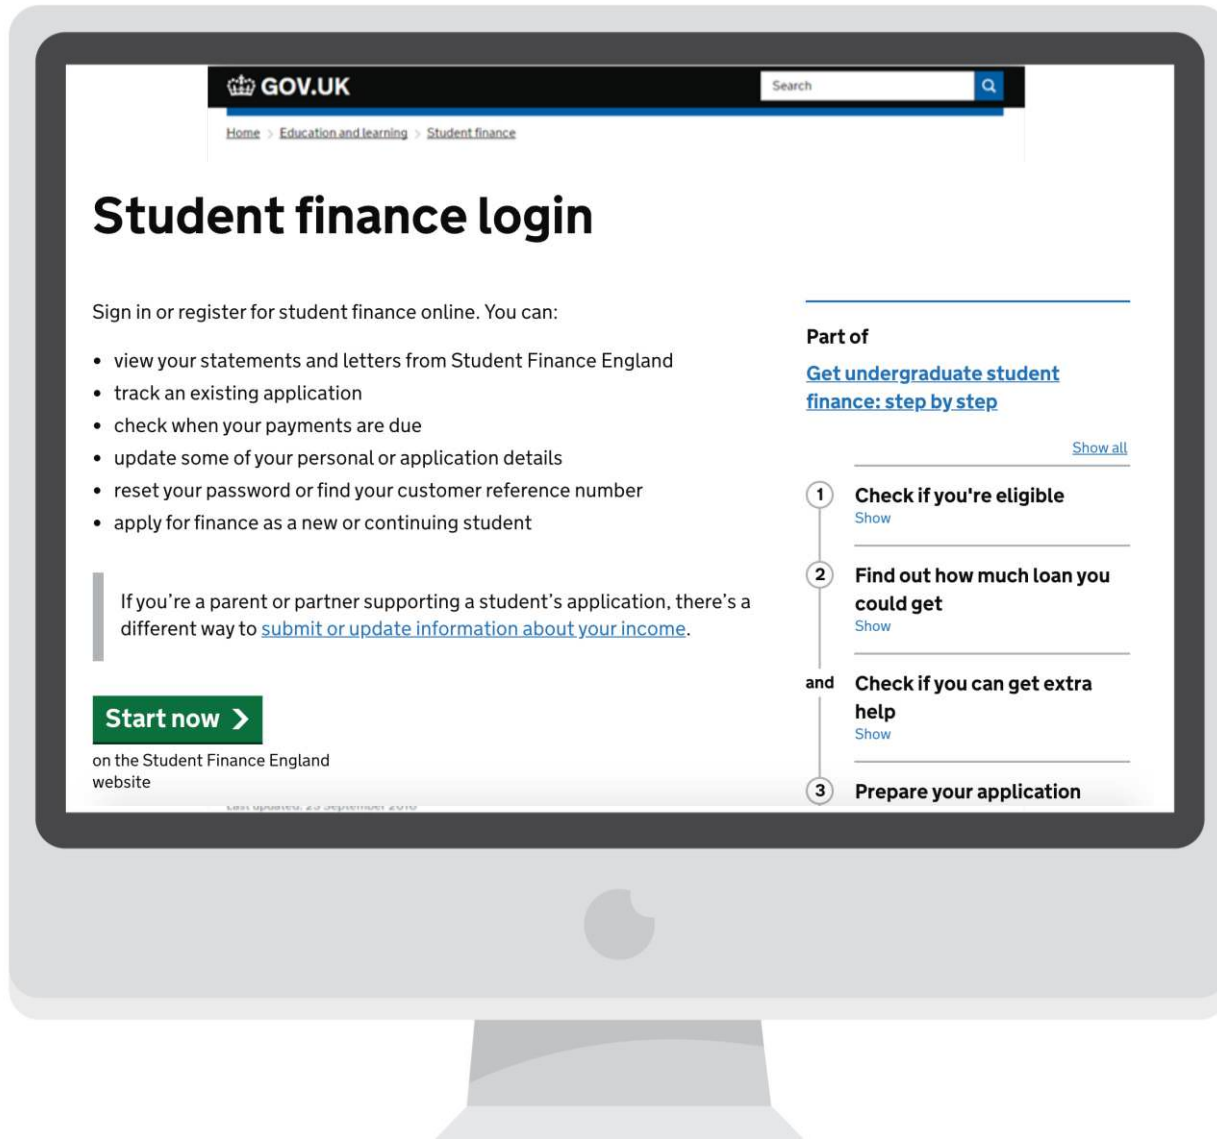 GOV.UK
Search
Home > Education and learning > Student finance
Student finance login
Sign in or register for student finance online. You can:
• view your statements and letters from Student Finance England
• track an existing application
• check when your payments are due
• update some of your personal or application details
• reset your password or find your customer reference number
• apply for finance as a new or continuing student
If you're a parent or partner supporting a student's application, there's a
different way to submit or update information about your income.
Start now
on the Student Finance England
website
Part of
Get undergraduate student
finance: step by step
Show all
1 Check if you're eligible
Show
2 Find out how much loan you
could get
Show
and Check if you can get extra
help
Show
3 Prepare your application